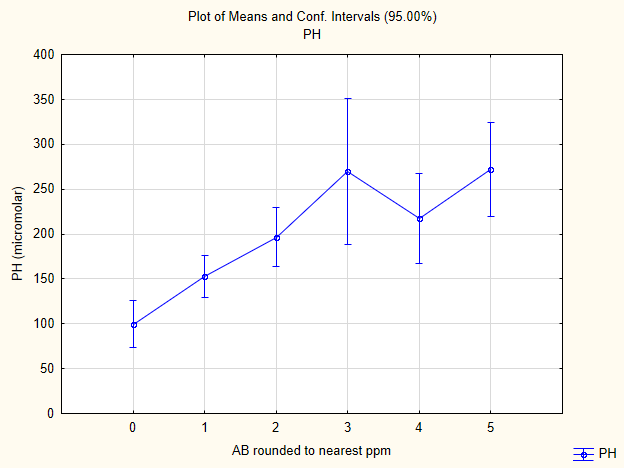 Plot of Means and Conf. Intervals (95.00%)
PH
400
350
300
250
200
150
100
50
0
PH (micromolar)
0 1 2 3 4 5
AB rounded to nearest ppm
PH